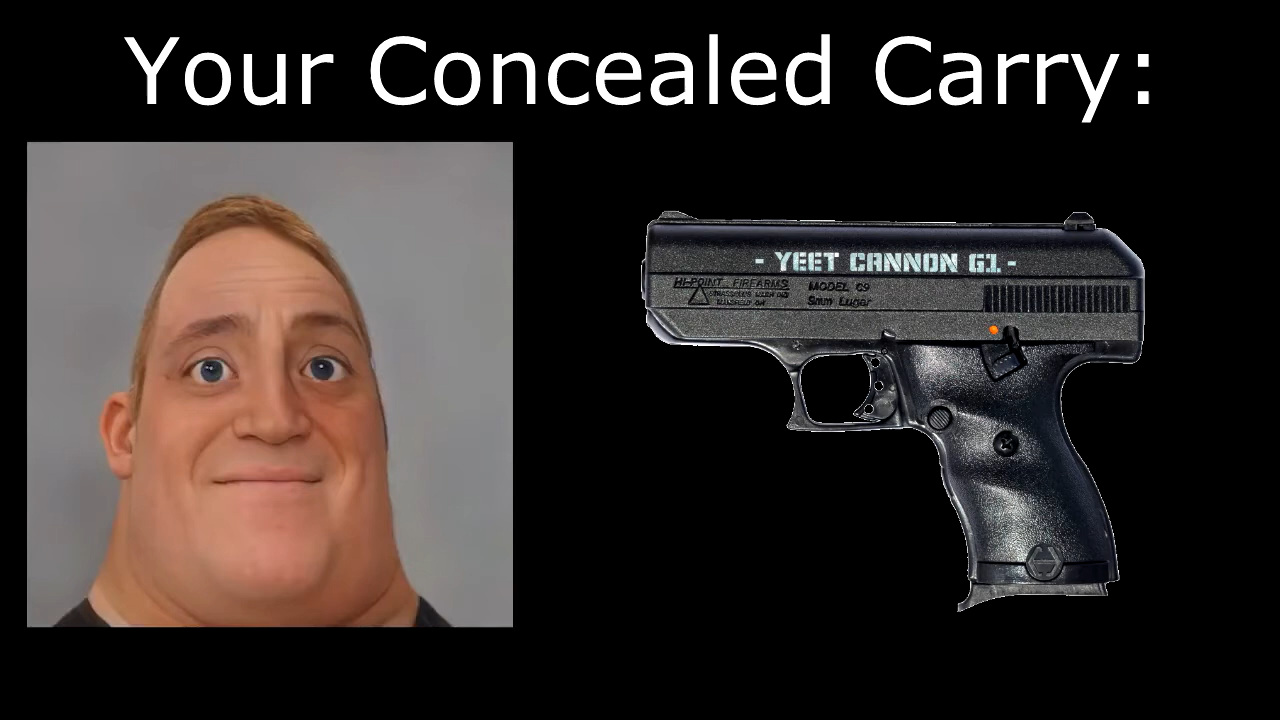 Your Concealed Carry:
- YEET CANNON G1 -
HI-POINT FIREARMS
MODEL C9
9mm Luger